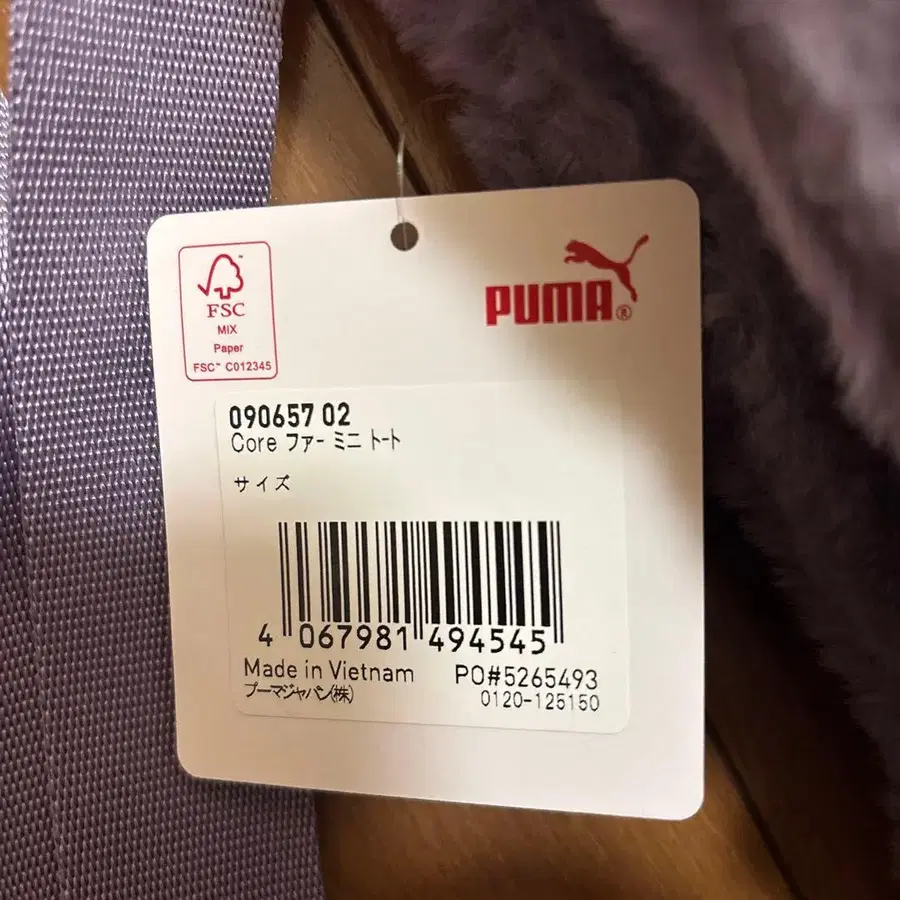 FSC
MIX
Paper
FSC™ C012345
PUMA®
090657 02
Core ファー ミニ トート
サイズ
4 067981 494545
Made in Vietnam PO#5265493
プーマジャパン(株) 0120-125150